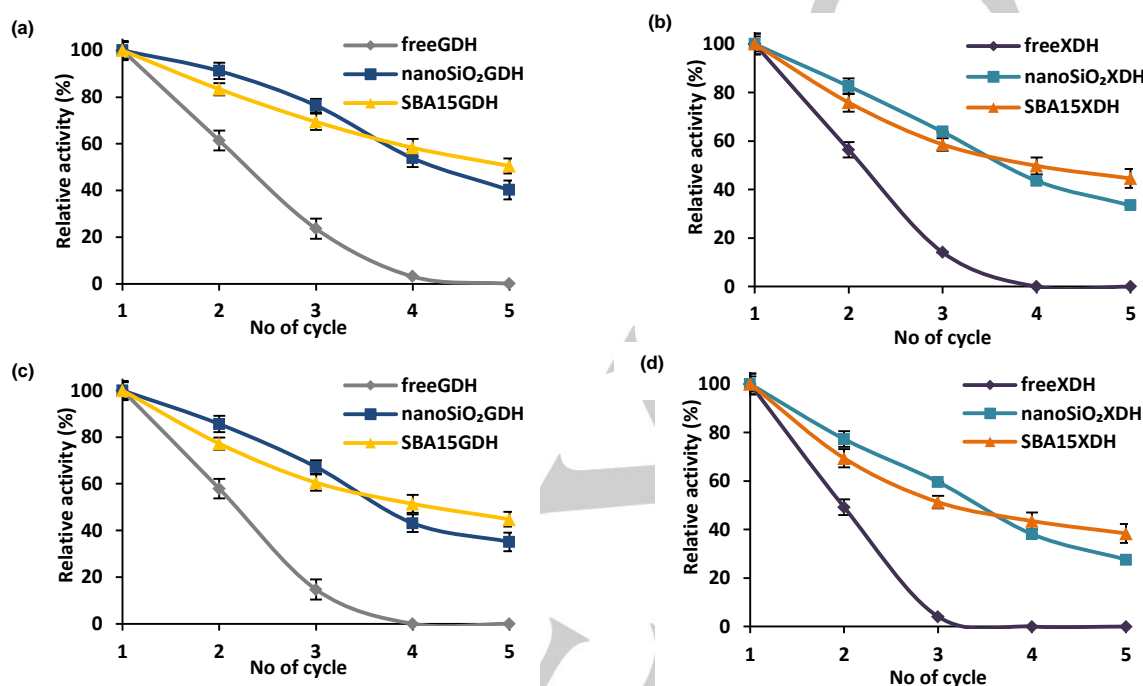 (a)
freeGDH
nanoSiO₂GDH
SBA15GDH
Relative activity (%)
100
80
60
40
20
0
1 2 3 4 5
No of cycle
(b)
freeXDH
nanoSiO₂XDH
SBA15XDH
Relative activity (%)
100
80
60
40
20
0
1 2 3 4 5
No of cycle
(c)
freeGDH
nanoSiO₂GDH
SBA15GDH
Relative activity (%)
100
80
60
40
20
0
1 2 3 4 5
No of cycle
(d)
freeXDH
nanoSiO₂XDH
SBA15XDH
Relative activity (%)
100
80
60
40
20
0
1 2 3 4 5
No of cycle